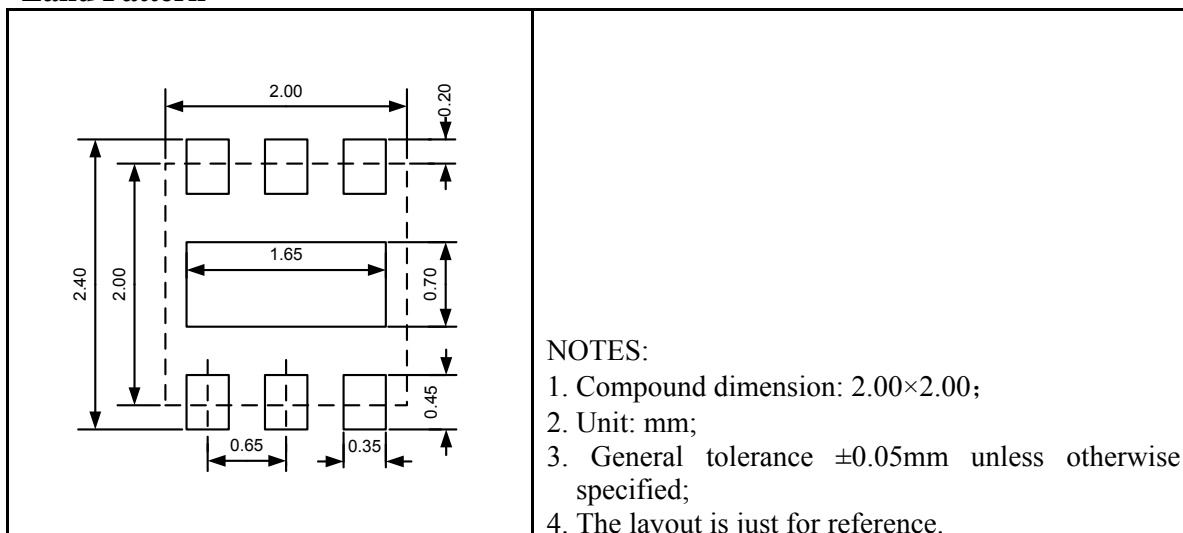 Land Pattern
2.00
0.20
2.40
2.00
1.65
0.70
0.45
0.65
0.35
NOTES:
1. Compound dimension: 2.00×2.00；
2. Unit: mm;
3. General tolerance ±0.05mm unless otherwise
specified;
4. The layout is just for reference.